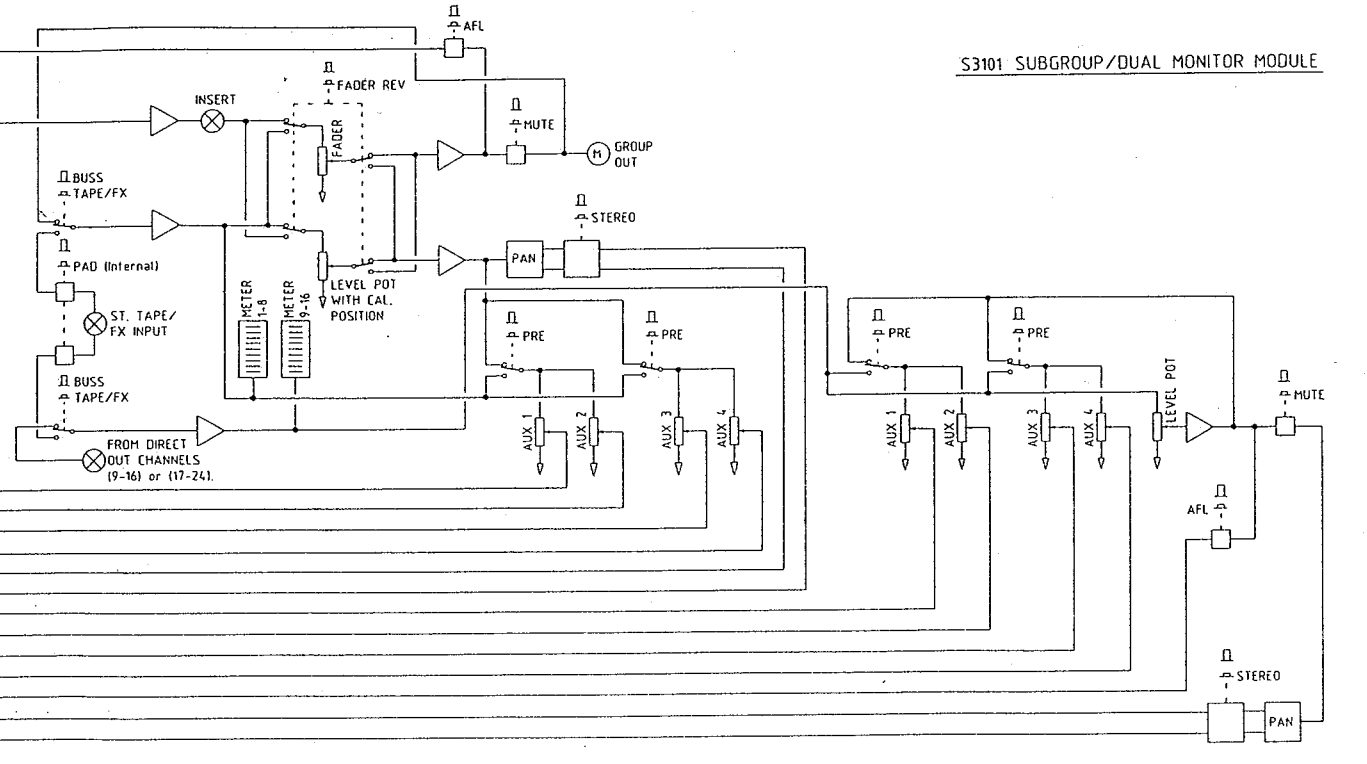 AFL
S3101 SUBGROUP/DUAL MONITOR MODULE
FADER REV
INSERT
FADER
MUTE
M
GROUP
OUT
BUSS
TAPE/FX
STEREO
PAN
PAD (Internal)
LEVEL POT
WITH CAL.
POSITION
METER
1-8
METER
9-16
ST. TAPE/
FX INPUT
PRE
PRE
PRE
PRE
BUSS
TAPE/FX
LEVEL POT
MUTE
AUX 1
AUX 2
AUX 3
AUX 4
AUX 1
AUX 2
AUX 3
AUX 4
FROM DIRECT
OUT CHANNELS
(9-16) or (17-24).
AFL
STEREO
PAN